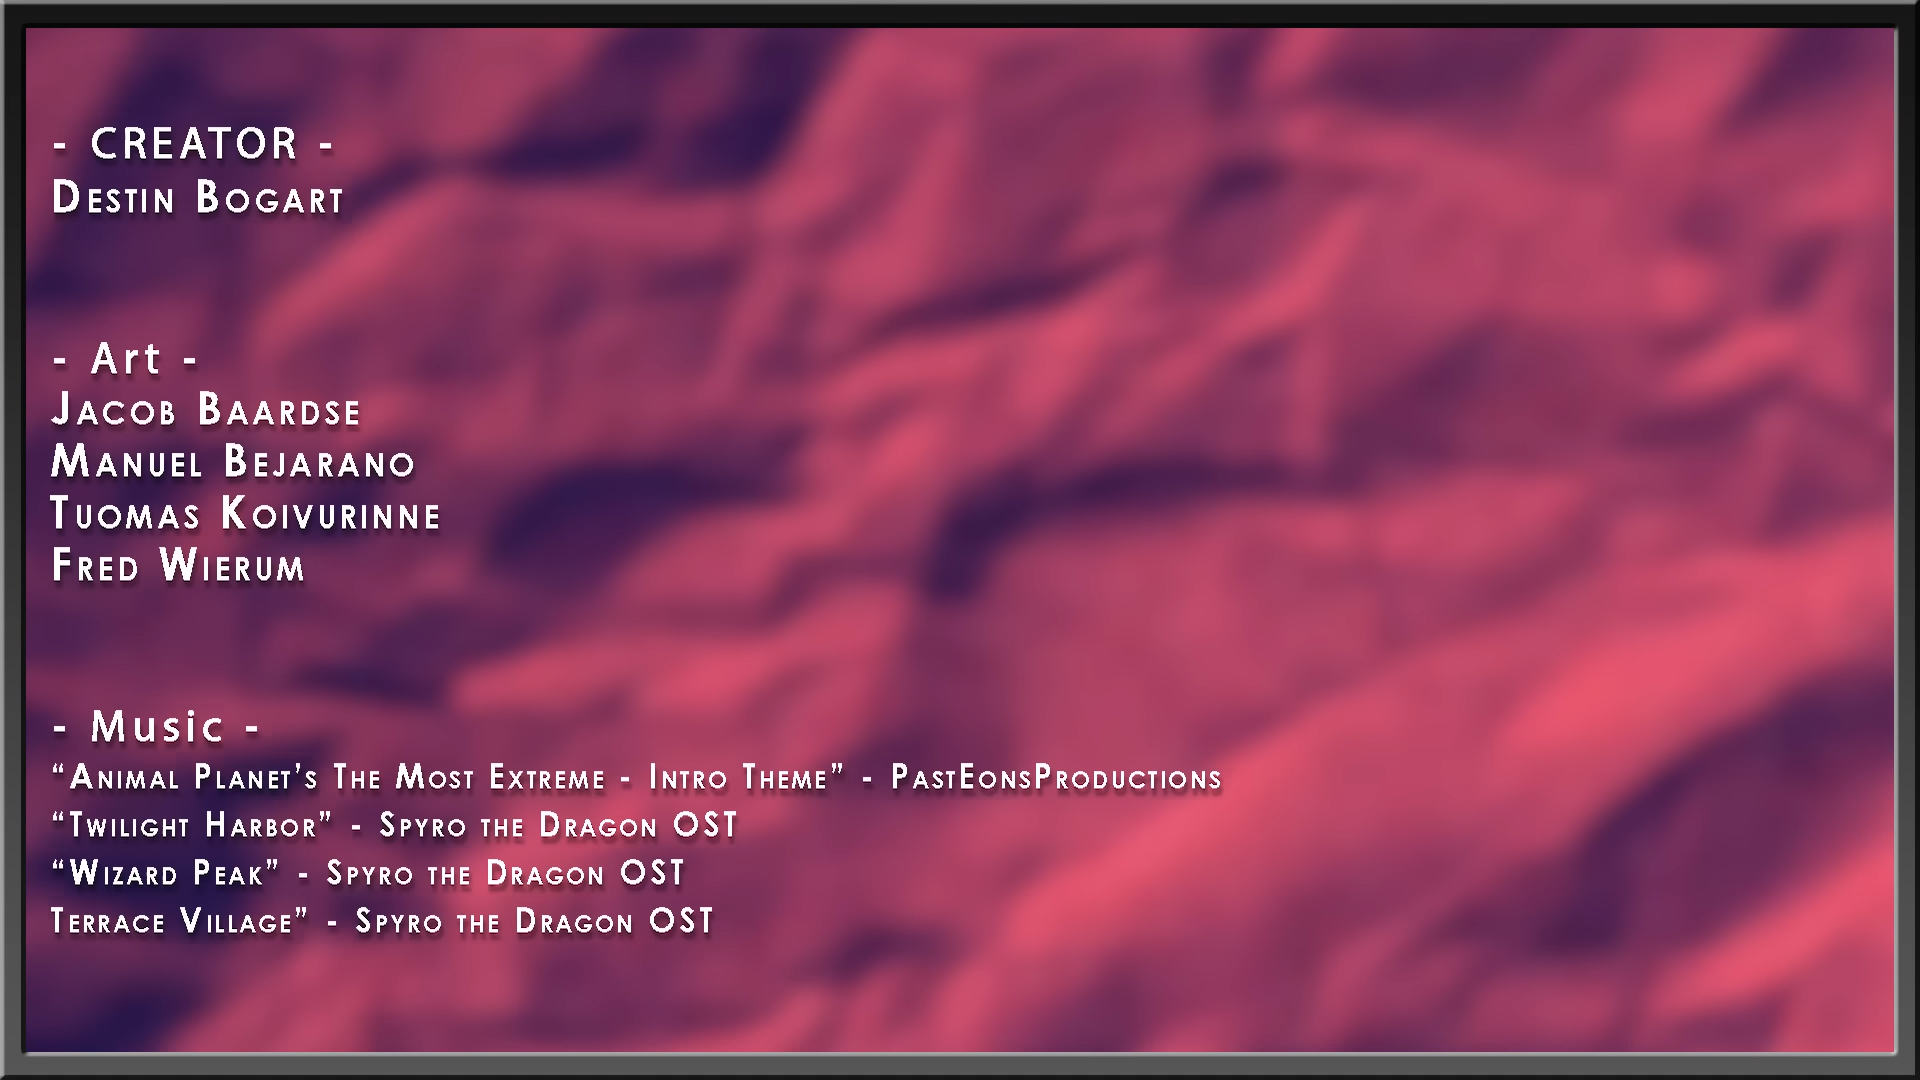 - CREATOR -
Destin Bogart
- Art -
Jacob Baardse
Manuel Bejarano
Tuomas Koivurinne
Fred Wierum
- Music -
“Animal Planet’s The Most Extreme - Intro Theme” - PastEonsProductions
“Twilight Harbor” - Spyro the Dragon OST
“Wizard Peak” - Spyro the Dragon OST
Terrace Village” - Spyro the Dragon OST